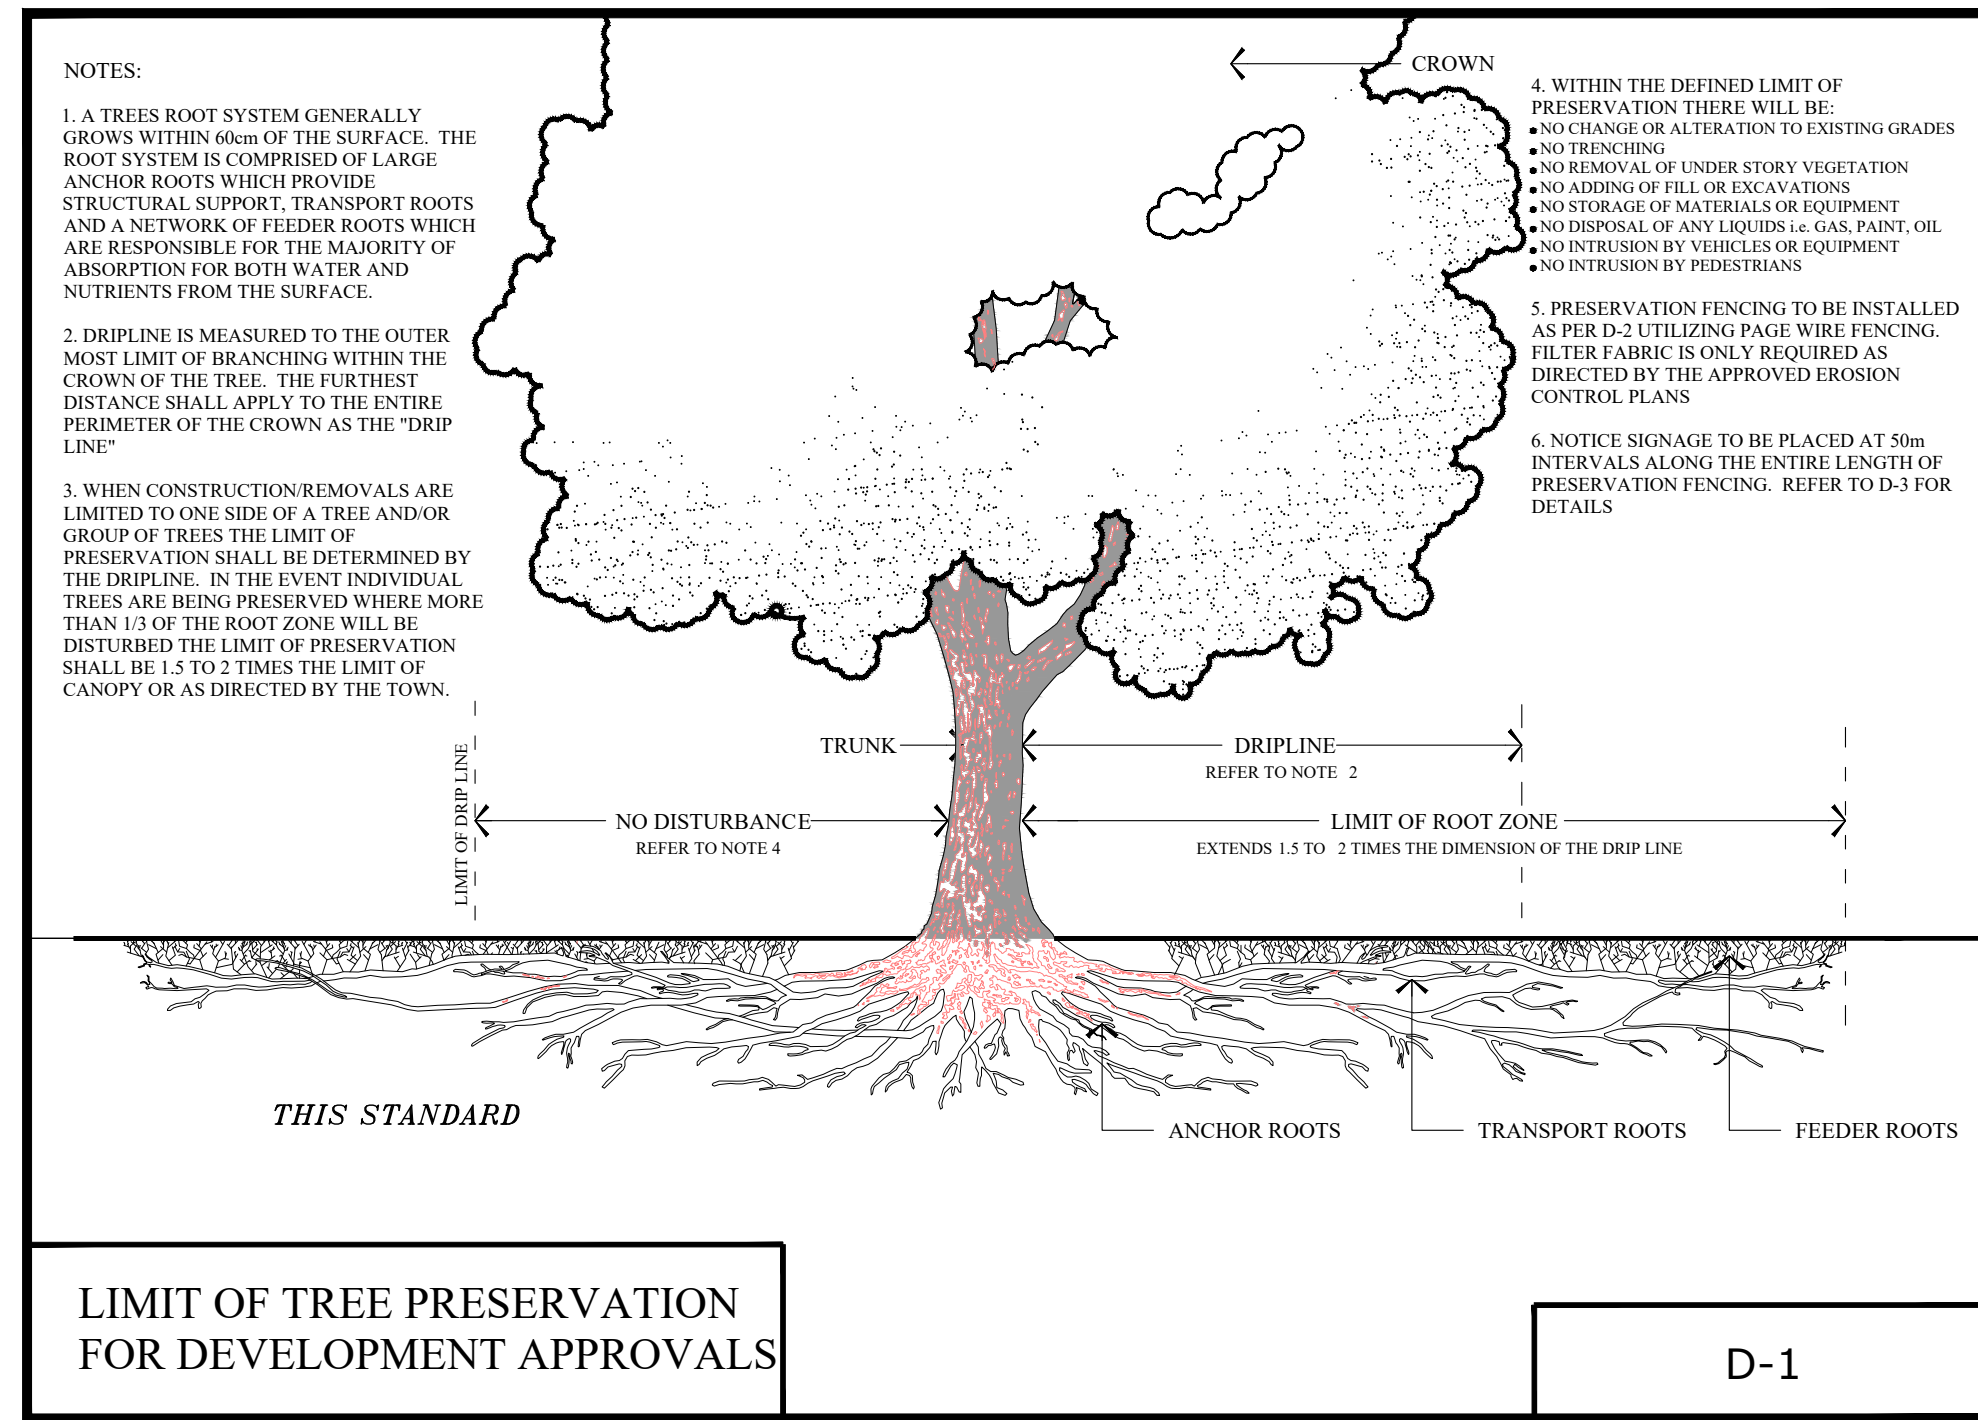 NOTES:
1. A TREES ROOT SYSTEM GENERALLY
GROWS WITHIN 60cm OF THE SURFACE. THE
ROOT SYSTEM IS COMPRISED OF LARGE
ANCHOR ROOTS WHICH PROVIDE
STRUCTURAL SUPPORT, TRANSPORT ROOTS
AND A NETWORK OF FEEDER ROOTS WHICH
ARE RESPONSIBLE FOR THE MAJORITY OF
ABSORPTION FOR BOTH WATER AND
NUTRIENTS FROM THE SURFACE.
2. DRIPLINE IS MEASURED TO THE OUTER
MOST LIMIT OF BRANCHING WITHIN THE
CROWN OF THE TREE. THE FURTHEST
DISTANCE SHALL APPLY TO THE ENTIRE
PERIMETER OF THE CROWN AS THE "DRIP
LINE"
3. WHEN CONSTRUCTION/REMOVALS ARE
LIMITED TO ONE SIDE OF A TREE AND/OR
GROUP OF TREES THE LIMIT OF
PRESERVATION SHALL BE DETERMINED BY
THE DRIPLINE. IN THE EVENT INDIVIDUAL
TREES ARE BEING PRESERVED WHERE MORE
THAN 1/3 OF THE ROOT ZONE WILL BE
DISTURBED THE LIMIT OF PRESERVATION
SHALL BE 1.5 TO 2 TIMES THE LIMIT OF
CANOPY OR AS DIRECTED BY THE TOWN.
CROWN
4. WITHIN THE DEFINED LIMIT OF
PRESERVATION THERE WILL BE:
• NO CHANGE OR ALTERATION TO EXISTING GRADES
• NO TRENCHING
• NO REMOVAL OF UNDER STORY VEGETATION
• NO ADDING OF FILL OR EXCAVATIONS
• NO STORAGE OF MATERIALS OR EQUIPMENT
• NO DISPOSAL OF ANY LIQUIDS i.e. GAS, PAINT, OIL
• NO INTRUSION BY VEHICLES OR EQUIPMENT
• NO INTRUSION BY PEDESTRIANS
5. PRESERVATION FENCING TO BE INSTALLED
AS PER D-2 UTILIZING PAGE WIRE FENCING.
FILTER FABRIC IS ONLY REQUIRED AS
DIRECTED BY THE APPROVED EROSION
CONTROL PLANS
6. NOTICE SIGNAGE TO BE PLACED AT 50m
INTERVALS ALONG THE ENTIRE LENGTH OF
PRESERVATION FENCING. REFER TO D-3 FOR
DETAILS
TRUNK
DRIPLINE
REFER TO NOTE 2
LIMIT OF DRIP LINE
NO DISTURBANCE
REFER TO NOTE 4
LIMIT OF ROOT ZONE
EXTENDS 1.5 TO 2 TIMES THE DIMENSION OF THE DRIP LINE
THIS STANDARD
ANCHOR ROOTS
TRANSPORT ROOTS
FEEDER ROOTS
LIMIT OF TREE PRESERVATION
FOR DEVELOPMENT APPROVALS
D-1